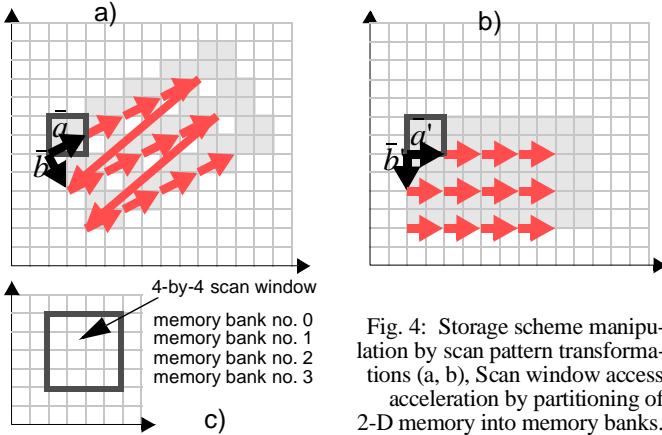 a)
b)
a
b
a'
b'
4-by-4 scan window
memory bank no. 0
memory bank no. 1
memory bank no. 2
memory bank no. 3
c)
Fig. 4: Storage scheme manipu-
lation by scan pattern transforma-
tions (a, b), Scan window access
acceleration by partitioning of
2-D memory into memory banks.